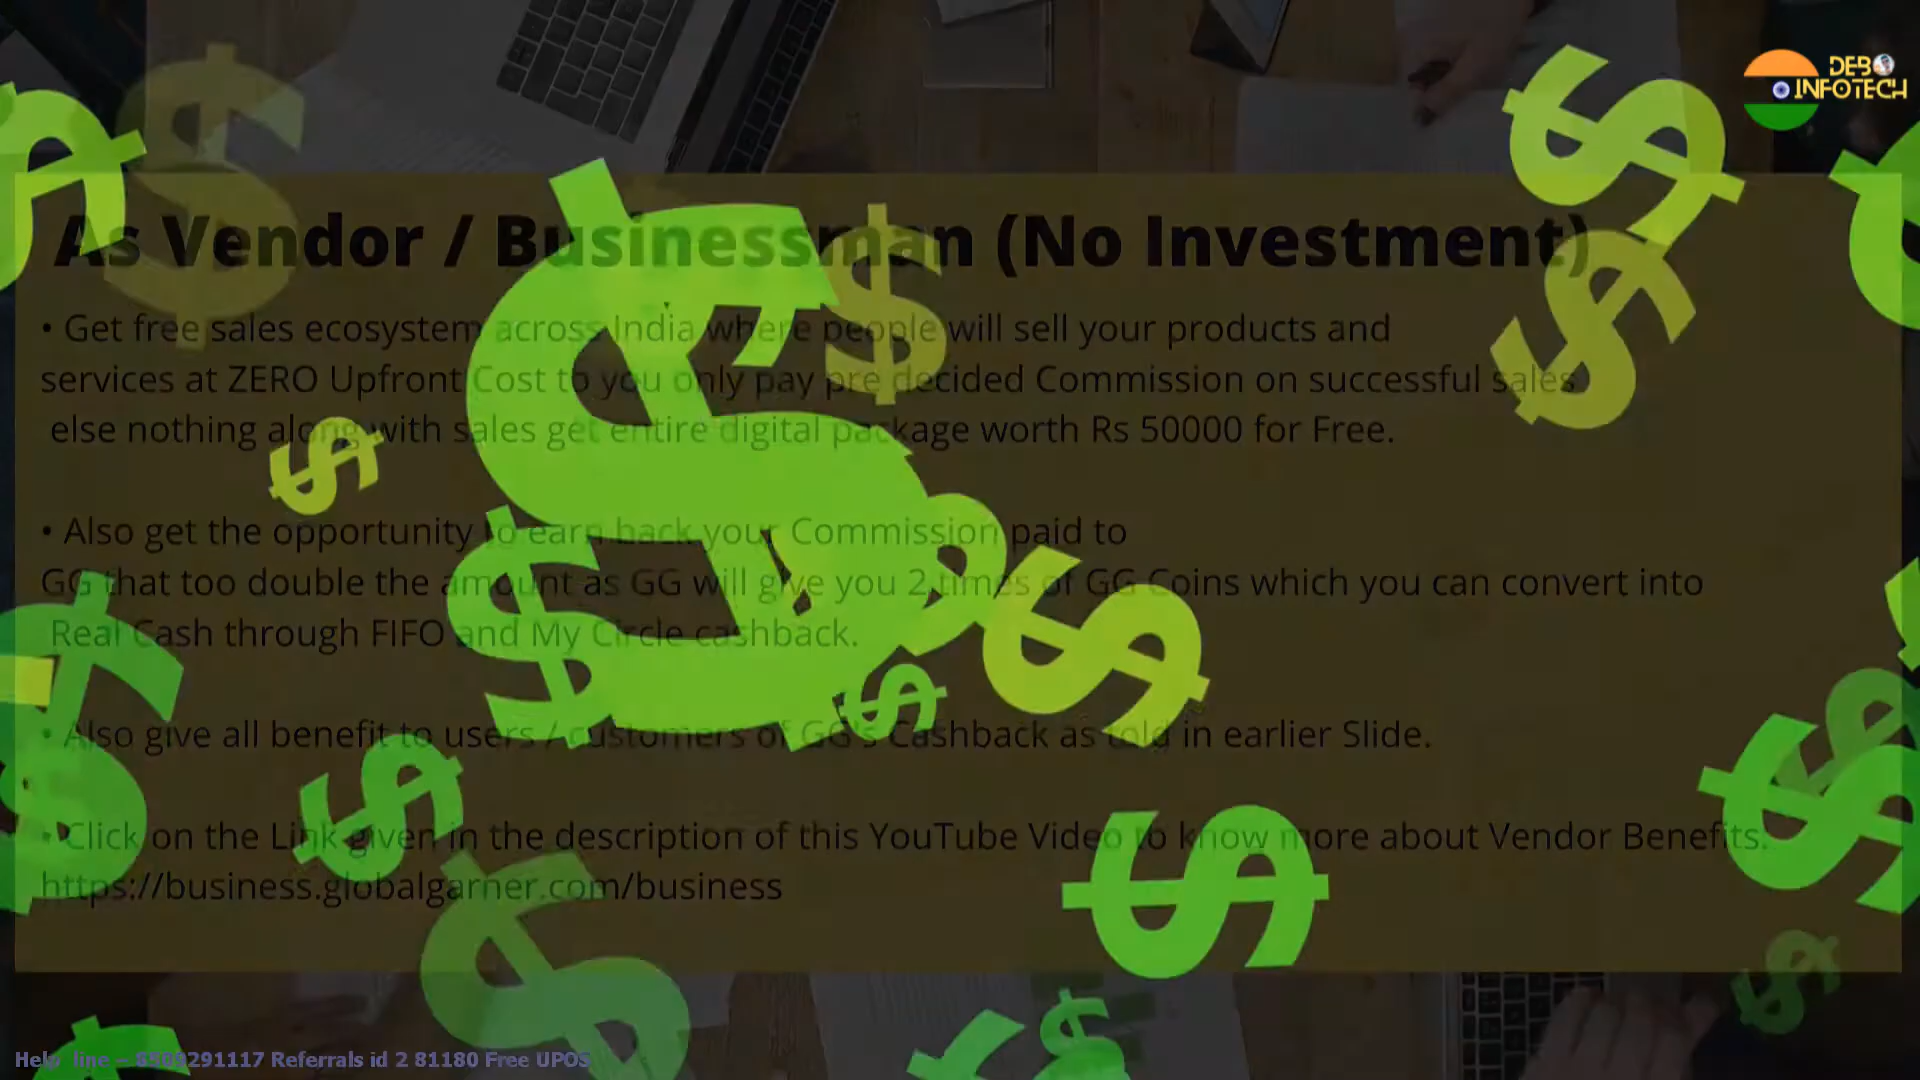 DEBO
INFOTECH
As Vendor / Businessman (No Investment)
• Get free sales ecosystem across India where people will sell your products and
services at ZERO Upfront Cost to you only pay pre decided Commission on successful sales
else nothing along with sales get entire digital package worth Rs 50000 for Free.
• Also get the opportunity to earn back your Commission paid to
GG that too double the amount as GG will give you 2 times of GG Coins which you can convert into
Real Cash through FIFO and My Circle cashback.
• Also give all benefit to users / customers of GG's Cashback as told in earlier Slide.
• Click on the Link given in the description of this YouTube Video to know more about Vendor Benefits.
https://business.globalgarner.com/business
Help line – Referrals id 2 81180 Free UPOS